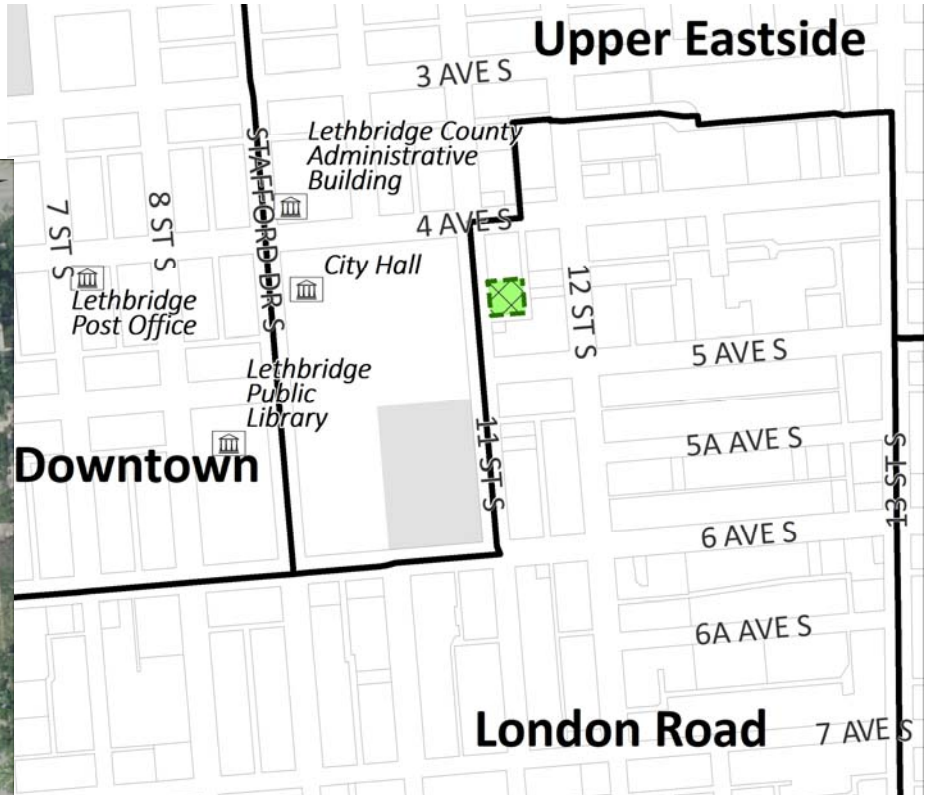 Upper Eastside
3 AVE S
Lethbridge County
Administrative
Building
STAFFORD DR S
7 ST S
8 ST S
4 AVE S
City Hall
Lethbridge
Post Office
12 ST S
5 AVE S
Lethbridge
Public
Library
11 ST S
5A AVE S
Downtown
13 ST S
6 AVE S
6A AVE S
London Road
7 AVE S